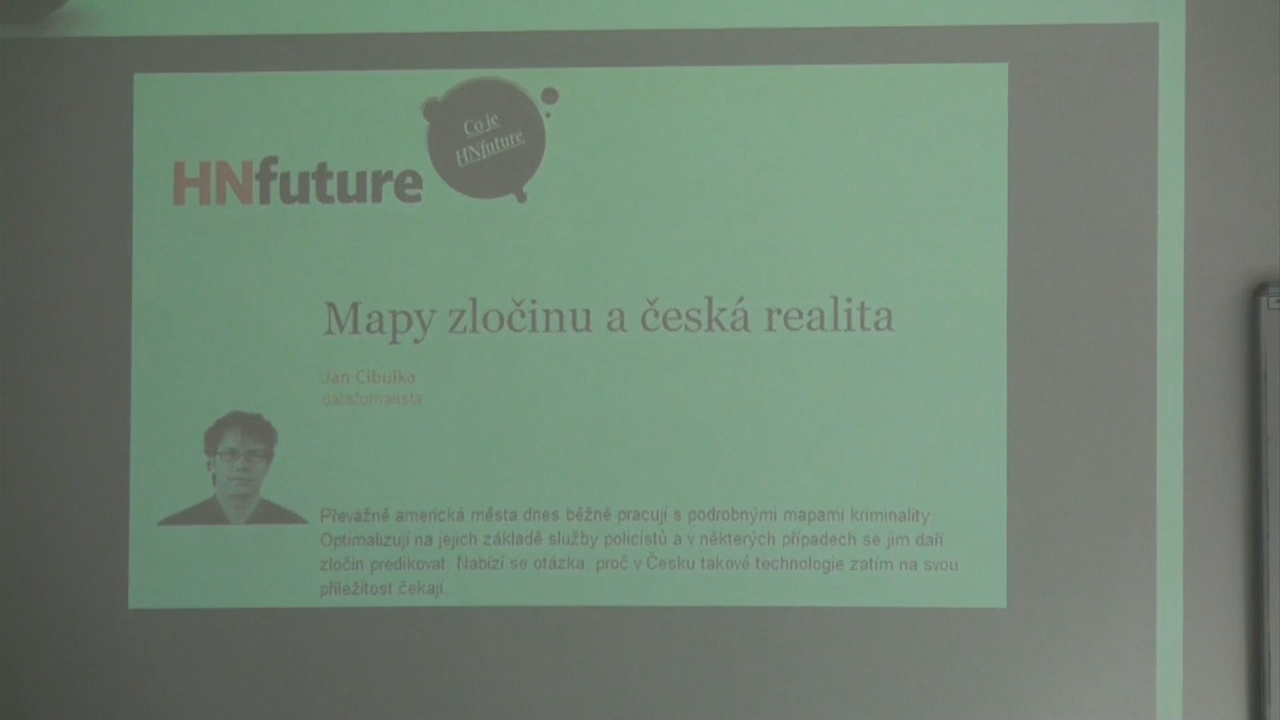 Co je
HNfuture
HNfuture
Mapy zločinu a česká realita
Jan Cibulka
datažurnalista
Převážně americká města dnes běžně pracují s podrobnými mapami kriminality.
Optimalizují na jejich základě služby policistů a v některých případech se jim daří
zločin predikovat. Nabízí se otázka, proč v Česku takové technologie zatím na svou
příležitost čekají.